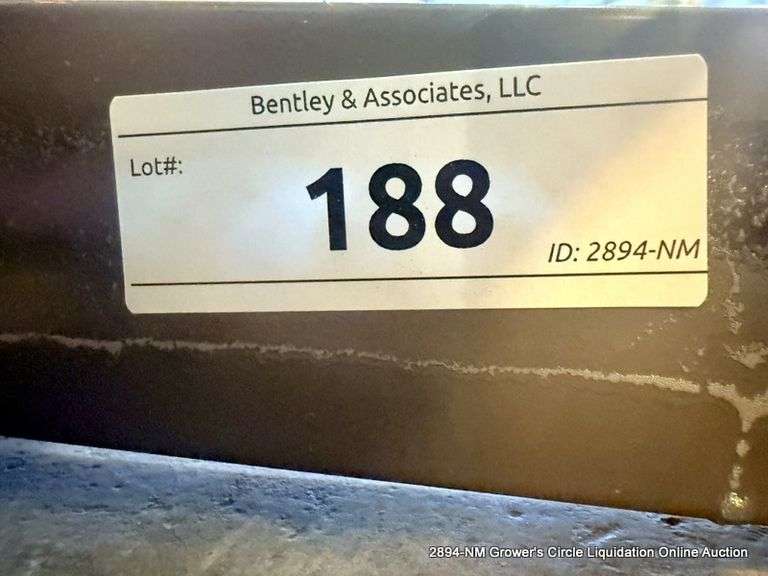 Bentley & Associates, LLC
Lot#:
188
ID: 2894-NM
2894-NM Grower's Circle Liquidation Online Auction